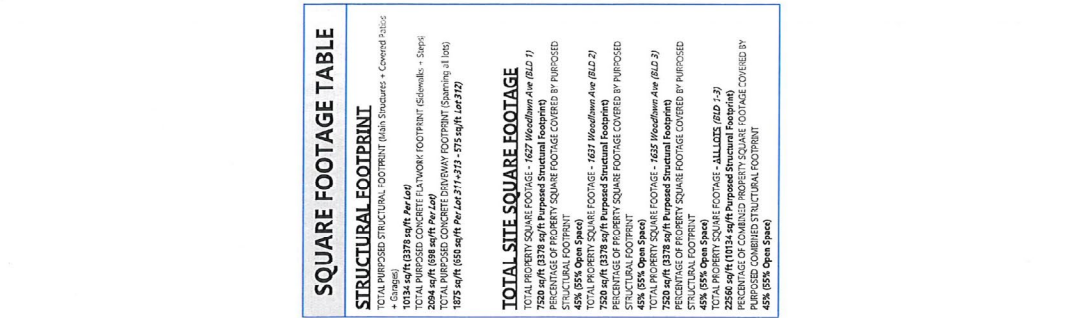 SQUARE FOOTAGE TABLE
STRUCTURAL FOOTPRINT
TOTAL PURPOSED STRUCTURAL FOOTPRINT (Main Structures + Covered Patios
+ Garages)
10134 sq/ft (3378 sq/ft Per Lot)
TOTAL PURPOSED CONCRETE FLATWORK FOOTPRINT (Sidewalks + Steps)
2094 sq/ft (698 sq/ft Per Lot)
TOTAL PURPOSED CONCRETE DRIVEWAY FOOTPRINT (Spanning all lots)
1875 sq/ft (650 sq/ft Per Lot 311+313 - 575 sq/ft Lot 312)
TOTAL SITE SQUARE FOOTAGE
TOTAL PROPERTY SQUARE FOOTAGE - 1627 Woodlawn Ave (BLD 1)
7520 sq/ft (3378 sq/ft Purposed Structural Footprint)
PERCENTAGE OF PROPERTY SQUARE FOOTAGE COVERED BY PURPOSED
STRUCTURAL FOOTPRINT
45% (55% Open Space)
TOTAL PROPERTY SQUARE FOOTAGE - 1631 Woodlawn Ave (BLD 2)
7520 sq/ft (3378 sq/ft Purposed Structural Footprint)
PERCENTAGE OF PROPERTY SQUARE FOOTAGE COVERED BY PURPOSED
STRUCTURAL FOOTPRINT
45% (55% Open Space)
TOTAL PROPERTY SQUARE FOOTAGE - 1635 Woodlawn Ave (BLD 3)
7520 sq/ft (3378 sq/ft Purposed Structural Footprint)
PERCENTAGE OF PROPERTY SQUARE FOOTAGE COVERED BY PURPOSED
STRUCTURAL FOOTPRINT
45% (55% Open Space)
TOTAL PROPERTY SQUARE FOOTAGE - ALL LOTS (BLD 1-3)
22560 sq/ft (10134 sq/ft Purposed Structural Footprint)
PERCENTAGE OF COMBINED PROPERTY SQUARE FOOTAGE COVERED BY
PURPOSED COMBINED STRUCTURAL FOOTPRINT
45% (55% Open Space)